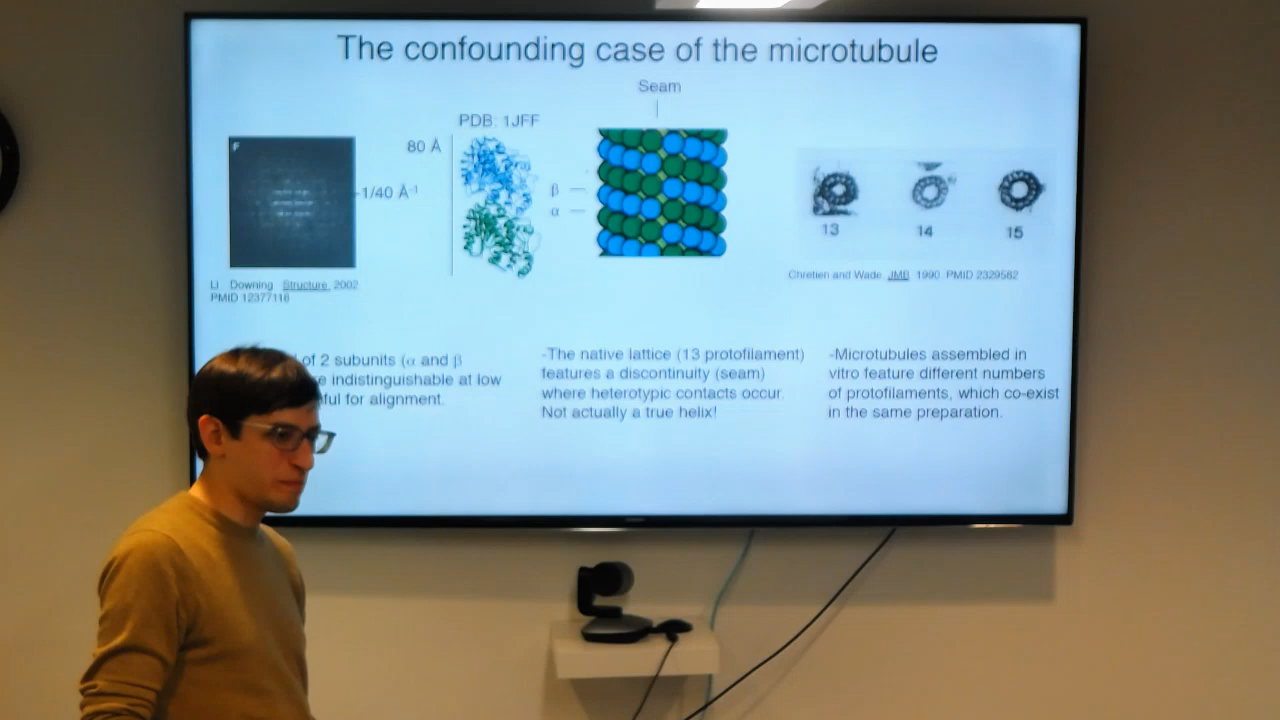 The confounding case of the microtubule
Seam
PDB: 1JFF
F
80 Å
1/40 Å-1
β
α
13
14
15
Li Downing Structure 2002
PMID 12377118
Chretien and Wade JMB 1990 PMID 2329562
of 2 subunits (α and β
indistinguishable at low
for alignment.
-The native lattice (13 protofilament)
features a discontinuity (seam)
where heterotypic contacts occur.
Not actually a true helix!
-Microtubules assembled in
vitro feature different numbers
of protofilaments, which co-exist
in the same preparation.